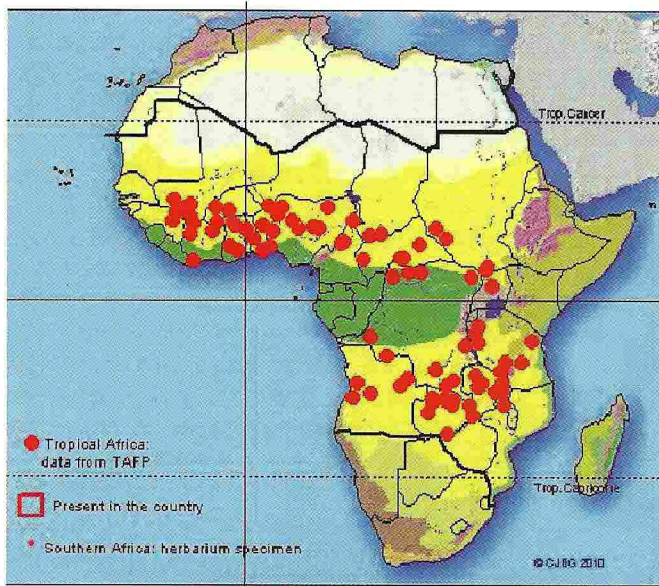 Trop. Cancer
Tropical Africa:
data from TAFP
Present in the country
Trop. Capricorne
Southern Africa: herbarium specimen
© CJBG 2010